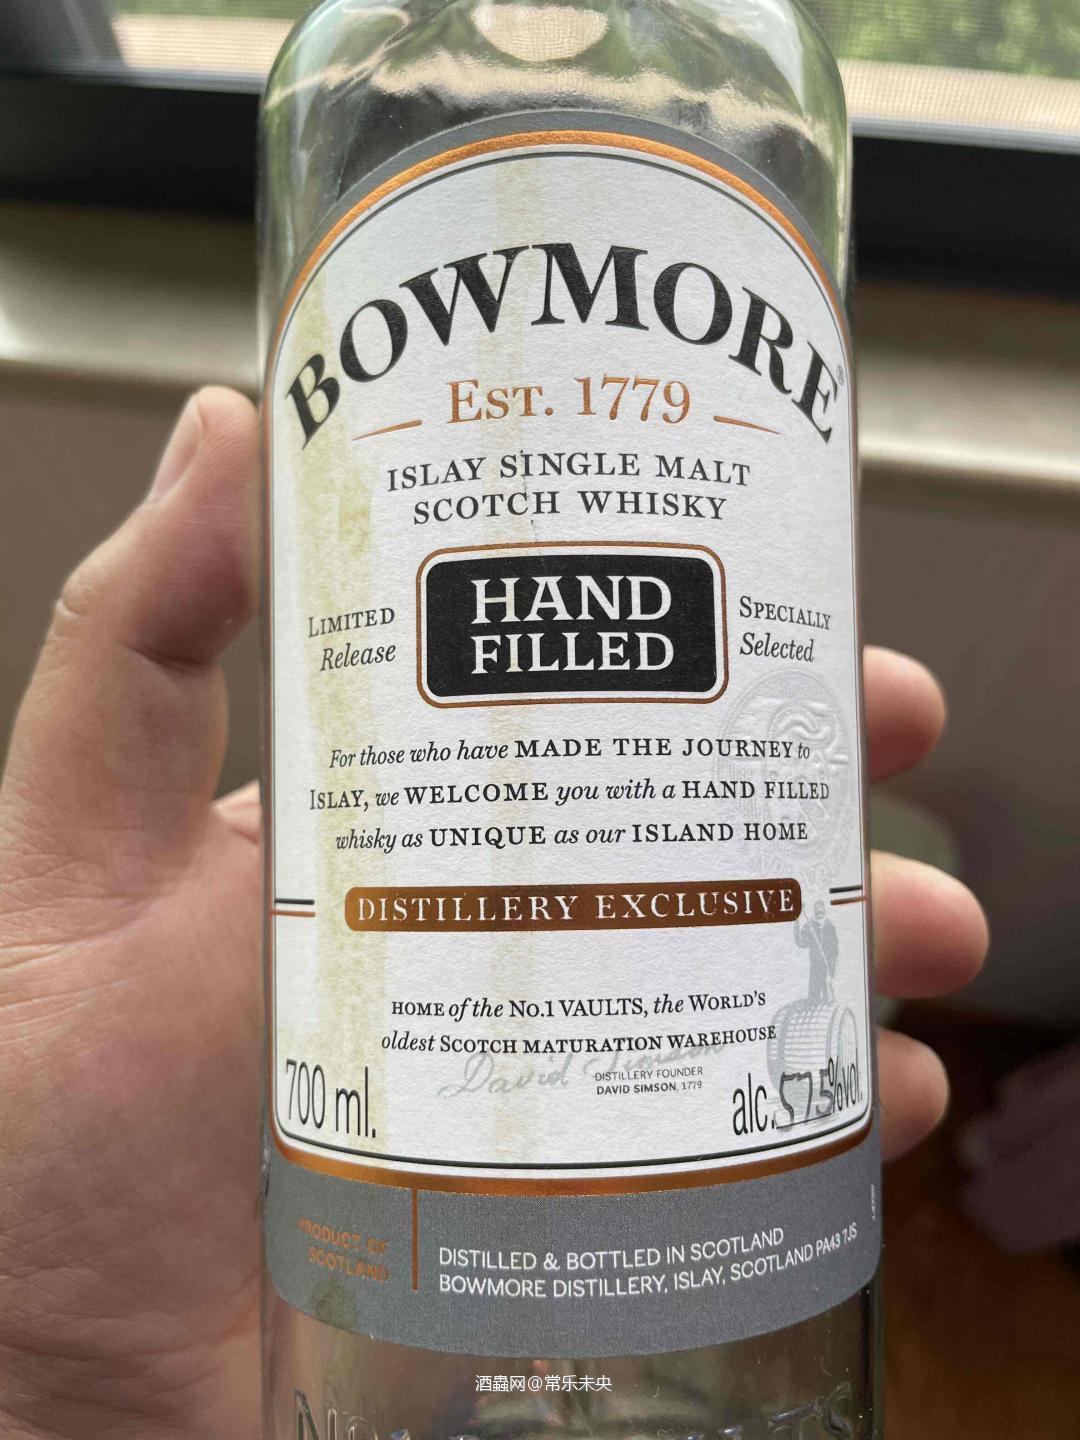 BOWMORE®
EST. 1779
ISLAY SINGLE MALT
SCOTCH WHISKY
LIMITED
Release
HAND
FILLED
SPECIALLY
Selected
For those who have MADE THE JOURNEY to
ISLAY, we WELCOME you with a HAND FILLED
whisky as UNIQUE as our ISLAND HOME
DISTILLERY EXCLUSIVE
HOME of the No.1 VAULTS, the WORLD'S
oldest SCOTCH MATURATION WAREHOUSE
David Simson
DISTILLERY FOUNDER
DAVID SIMSON, 1779
700 ml.
alc. 57.5%vol.
PRODUCT OF
SCOTLAND
DISTILLED & BOTTLED IN SCOTLAND
BOWMORE DISTILLERY, ISLAY, SCOTLAND PA43 7JS
酒蟲网@常乐未央